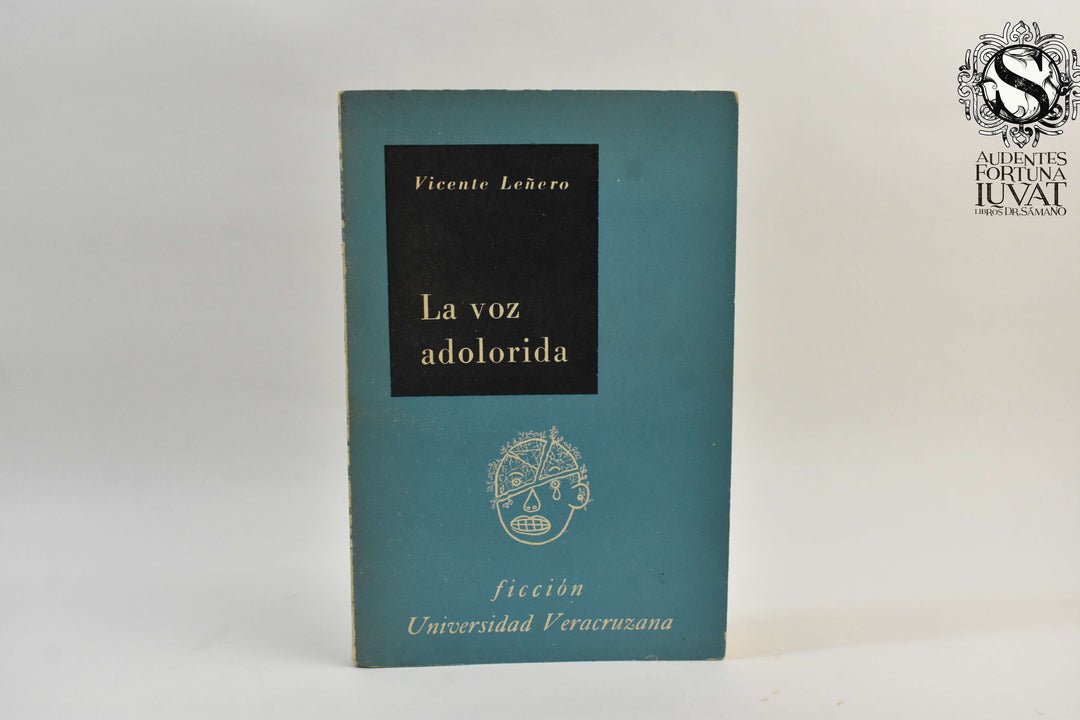 Vicente Leñero
La voz
adolorida
ficción
Universidad Veracruzana
S
AUDENTES
FORTUNA
IUVAT
LIBROS DR. SÁMANO